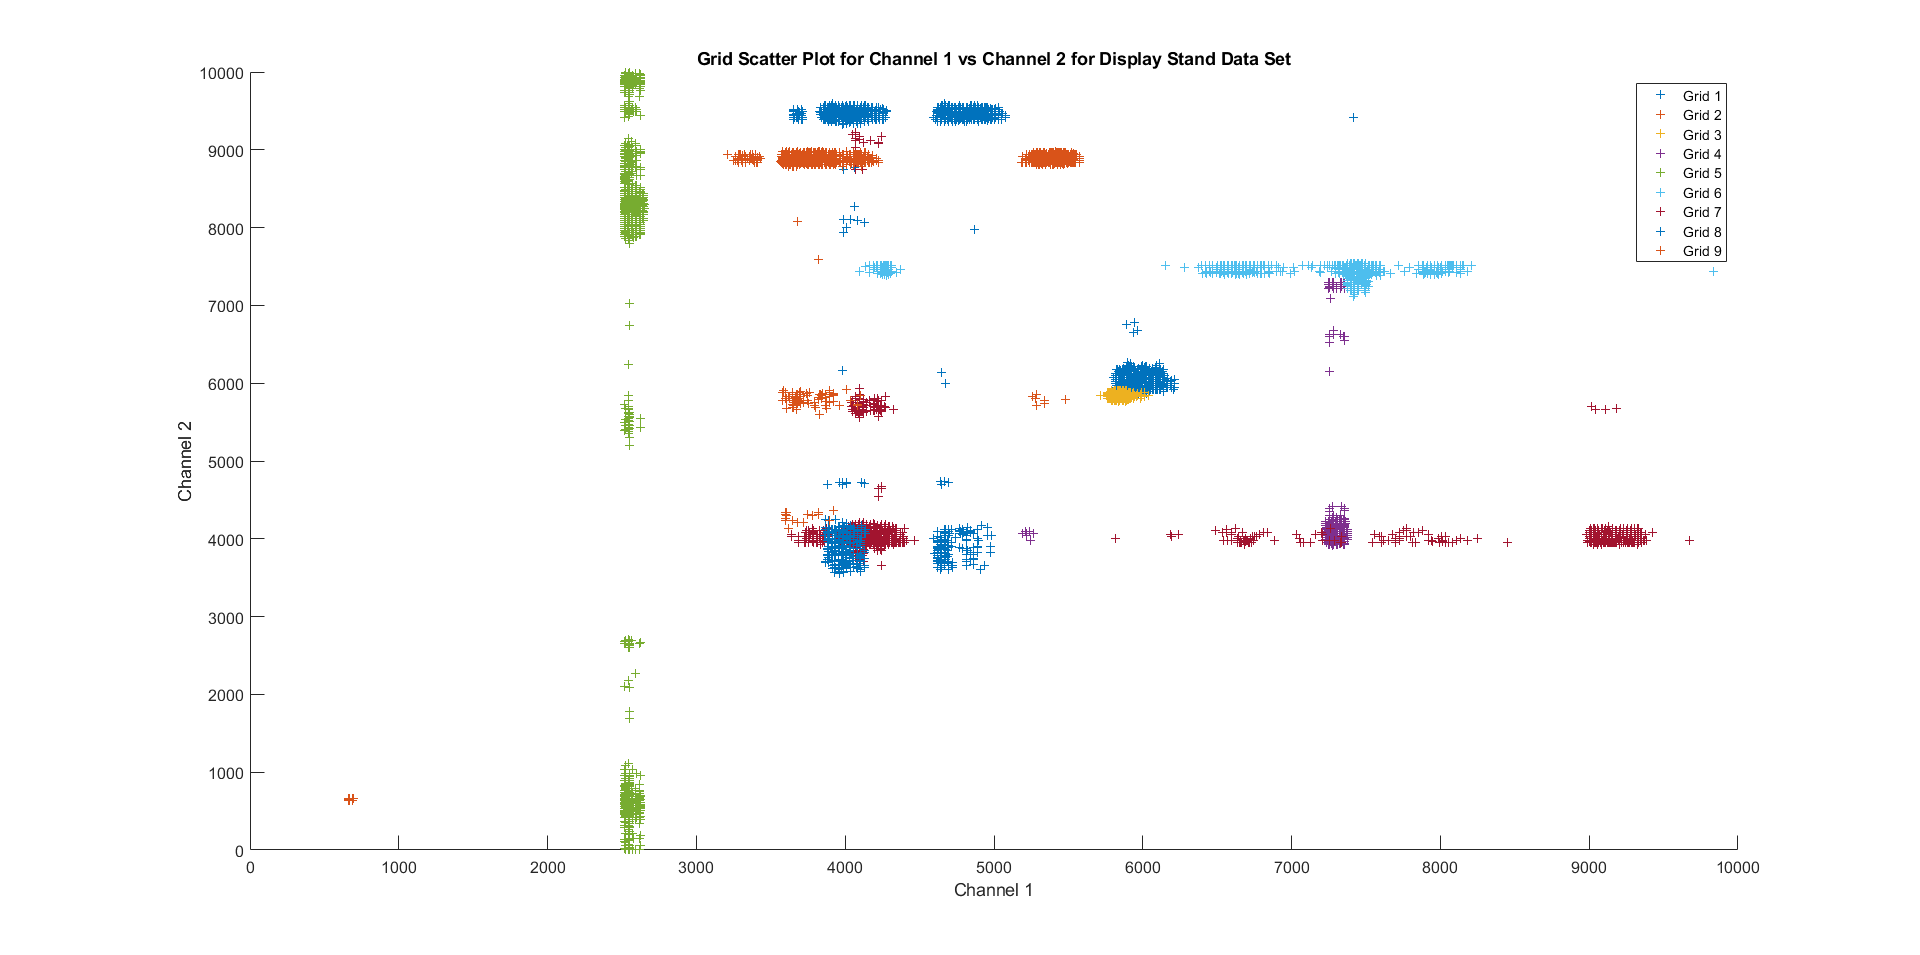 Grid Scatter Plot for Channel 1 vs Channel 2 for Display Stand Data Set
10000
9000
8000
7000
6000
5000
4000
3000
2000
1000
0
Channel 2
0 1000 2000 3000 4000 5000 6000 7000 8000 9000 10000
Channel 1
Grid 1
Grid 2
Grid 3
Grid 4
Grid 5
Grid 6
Grid 7
Grid 8
Grid 9